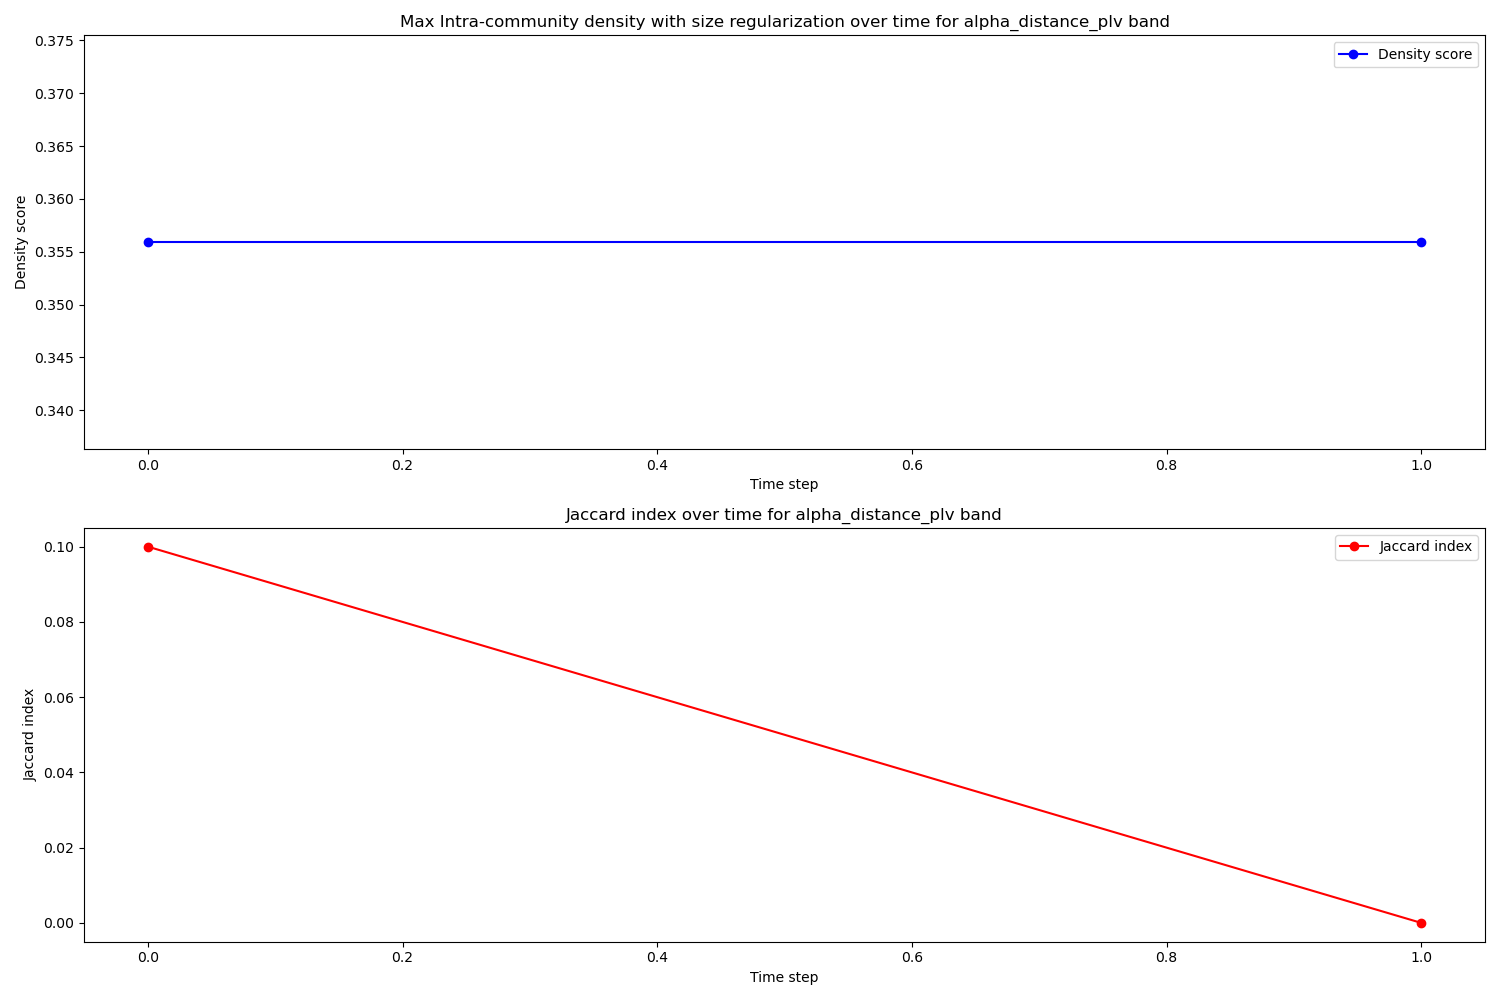 Max Intra-community density with size regularization over time for alpha_distance_plv band
0.375
0.370
0.365
0.360
0.355
0.350
0.345
0.340
Density score
Density score
0.0 0.2 0.4 0.6 0.8 1.0
Time step
Jaccard index over time for alpha_distance_plv band
0.10
0.08
0.06
0.04
0.02
0.00
Jaccard index
Jaccard index
0.0 0.2 0.4 0.6 0.8 1.0
Time step